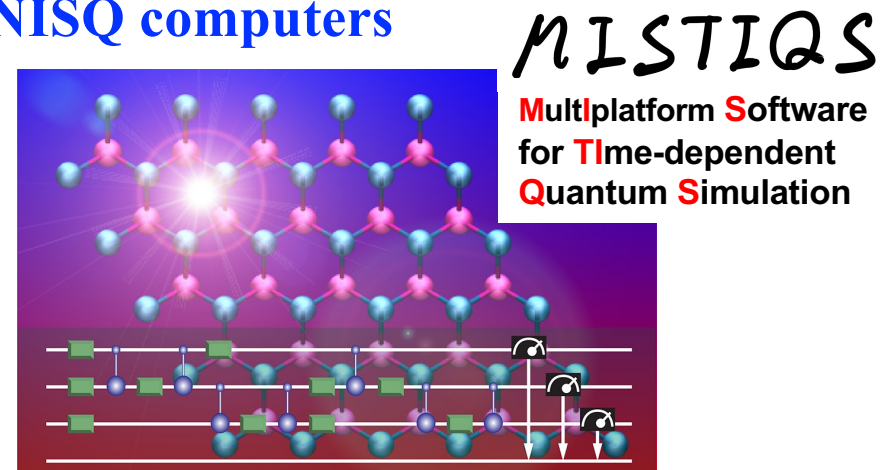 NISQ computers
MISTIQS
MultIplatform Software
for TIme-dependent
Quantum Simulation